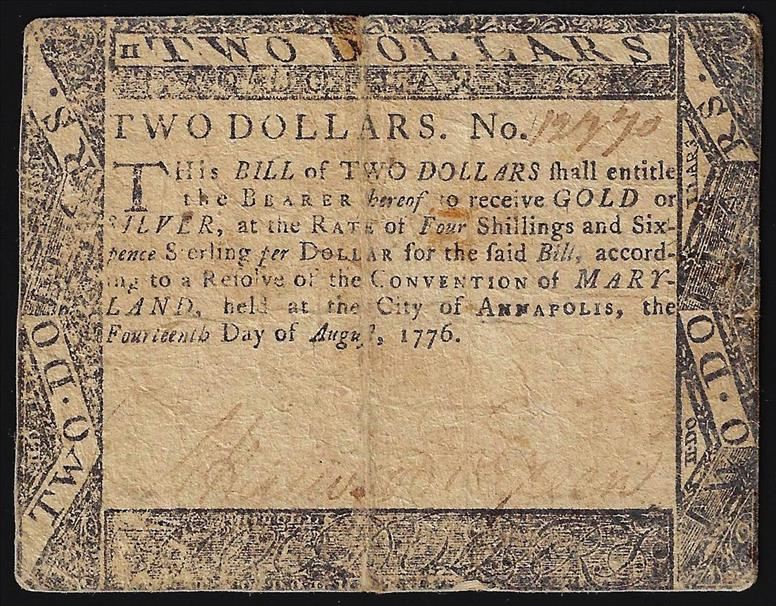 II TWO DOLLARS
TWO DOLLARS. No. 12770
THis BILL of TWO DOLLARS ſhall entitle
the BEARER hereof to receive GOLD or
SILVER, at the RATE of Four Shillings and Six-
pence Sterling per DOLLAR for the ſaid Bill, accord-
ing to a Reſolve of the CONVENTION of MARY-
LAND, held at the City of ANNAPOLIS, the
Fourteenth Day of Auguſt, 1776.
TWO·DOLLARS.
TWO·DOLLARS.